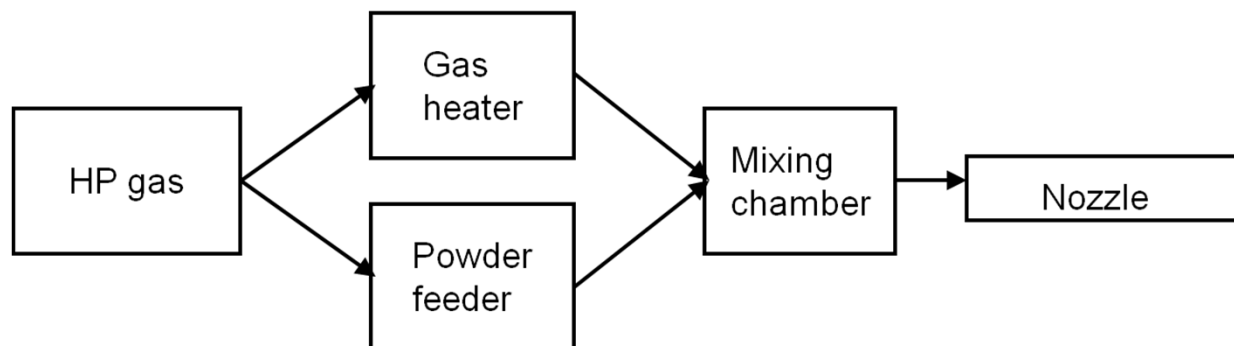 HP gas
Gas
heater
Powder
feeder
Mixing
chamber
Nozzle